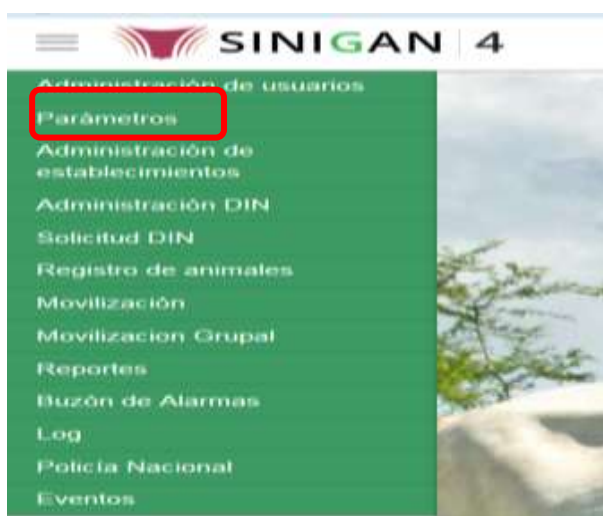 SINIGAN 4
Administración de usuarios
Parámetros
Administración de
establecimientos
Administración DIN
Solicitud DIN
Registro de animales
Movilización
Movilizacion Grupal
Reportes
Buzón de Alarmas
Log
Policía Nacional
Eventos